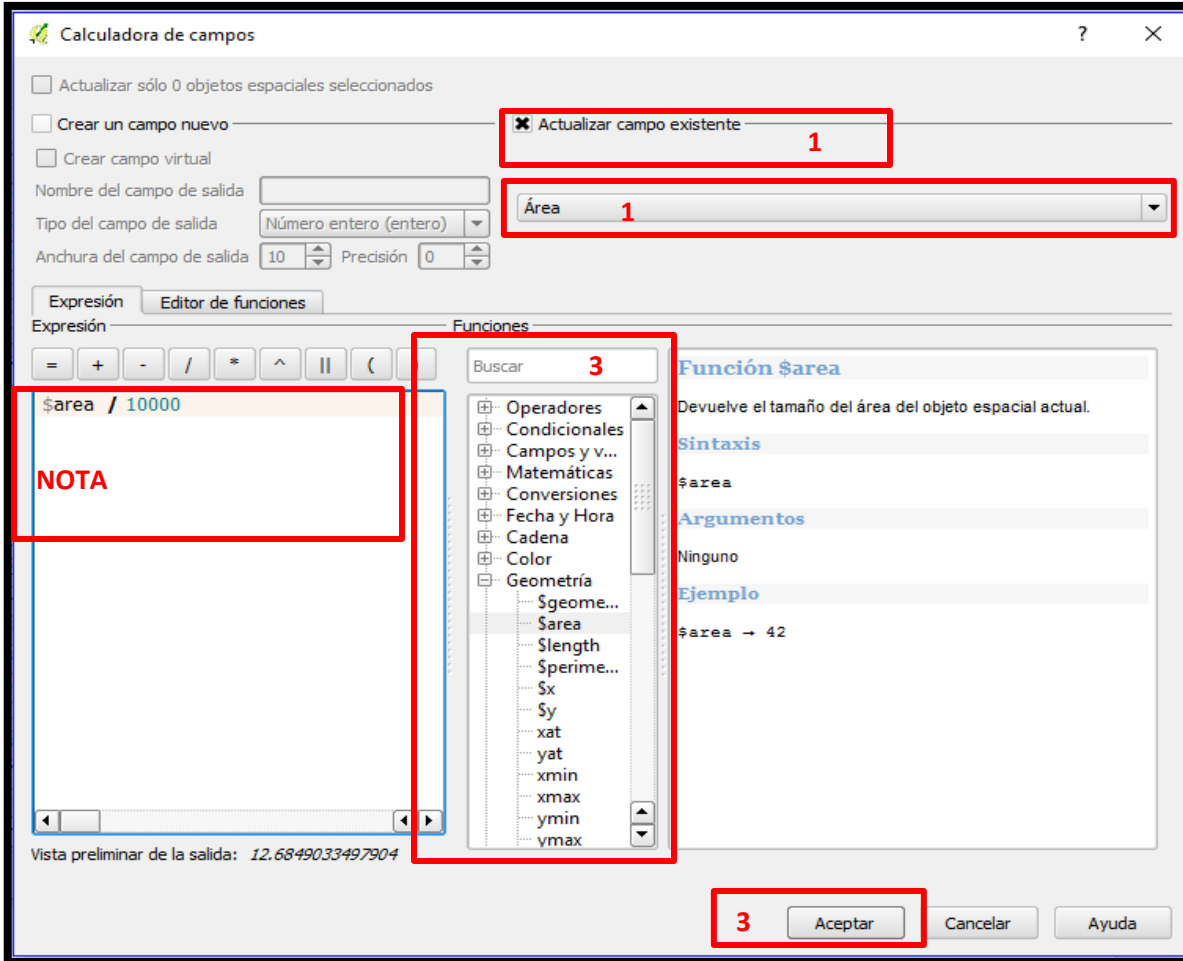 Calculadora de campos ?
Actualizar sólo 0 objetos espaciales seleccionados
Crear un campo nuevo
Actualizar campo existente
1
Crear campo virtual
Nombre del campo de salida
Área 1
Tipo del campo de salida Número entero (entero)
Anchura del campo de salida 10 Precisión 0
Expresión Editor de funciones
Expresión
= + - / * ^ || ( )
$area / 10000
NOTA
Funciones
Buscar 3
Operadores
Condicionales
Campos y v...
Matemáticas
Conversiones
Fecha y Hora
Cadena
Color
Geometría
$geome...
$area
$length
$perime...
$x
$y
xat
yat
xmin
xmax
ymin
ymax
Función $area
Devuelve el tamaño del área del objeto espacial actual.
Sintaxis
$area
Argumentos
Ninguno
Ejemplo
$area → 42
Vista preliminar de la salida: 12.6849033497904
3 Aceptar Cancelar Ayuda